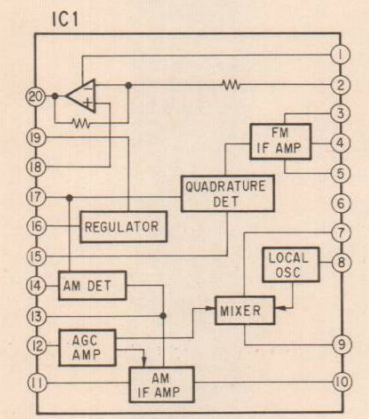 IC1
1
2
3
4
5
6
7
8
9
10
20
19
18
17
16
15
14
13
12
11
−
+
FM
IF AMP
QUADRATURE
DET
REGULATOR
LOCAL
OSC
AM DET
MIXER
AGC
AMP
AM
IF AMP